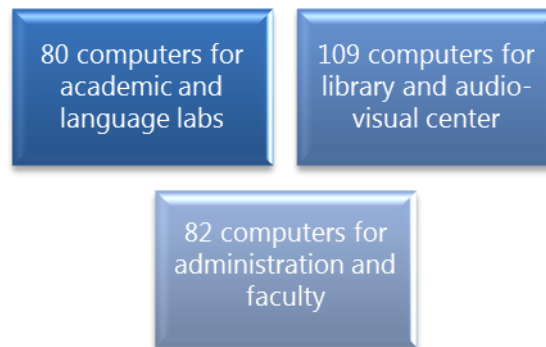 80 computers for
academic and
language labs
109 computers for
library and audio-
visual center
82 computers for
administration and
faculty